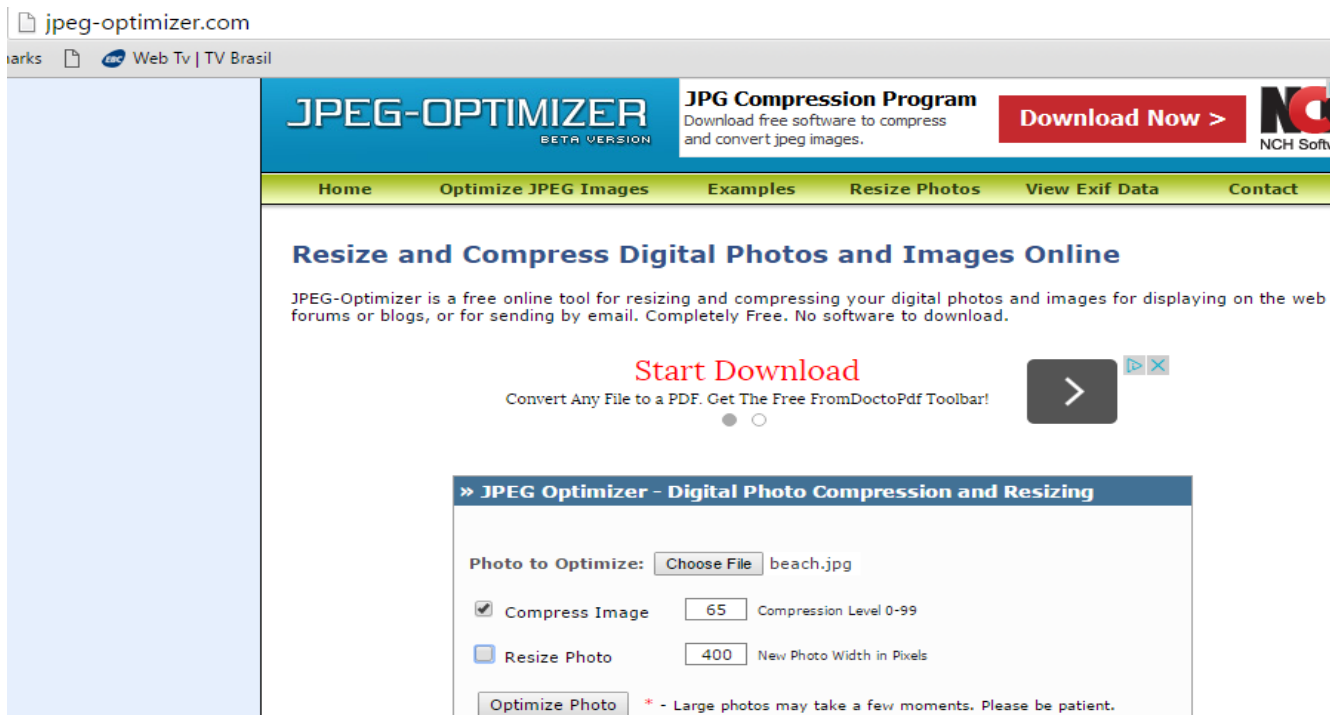 jpeg-optimizer.com
Web Tv | TV Brasil
JPEG-OPTIMIZER
BETA VERSION
JPG Compression Program
Download free software to compress
and convert jpeg images.
Download Now >
NCH
Home Optimize JPEG Images Examples Resize Photos View Exif Data Contact
Resize and Compress Digital Photos and Images Online
JPEG-Optimizer is a free online tool for resizing and compressing your digital photos and images for displaying on the web
forums or blogs, or for sending by email. Completely Free. No software to download.
Start Download
Convert Any File to a PDF. Get The Free FromDoctoPdf Toolbar!
» JPEG Optimizer - Digital Photo Compression and Resizing
Photo to Optimize: Choose File beach.jpg
Compress Image 65 Compression Level 0-99
Resize Photo 400 New Photo Width in Pixels
Optimize Photo * - Large photos may take a few moments. Please be patient.